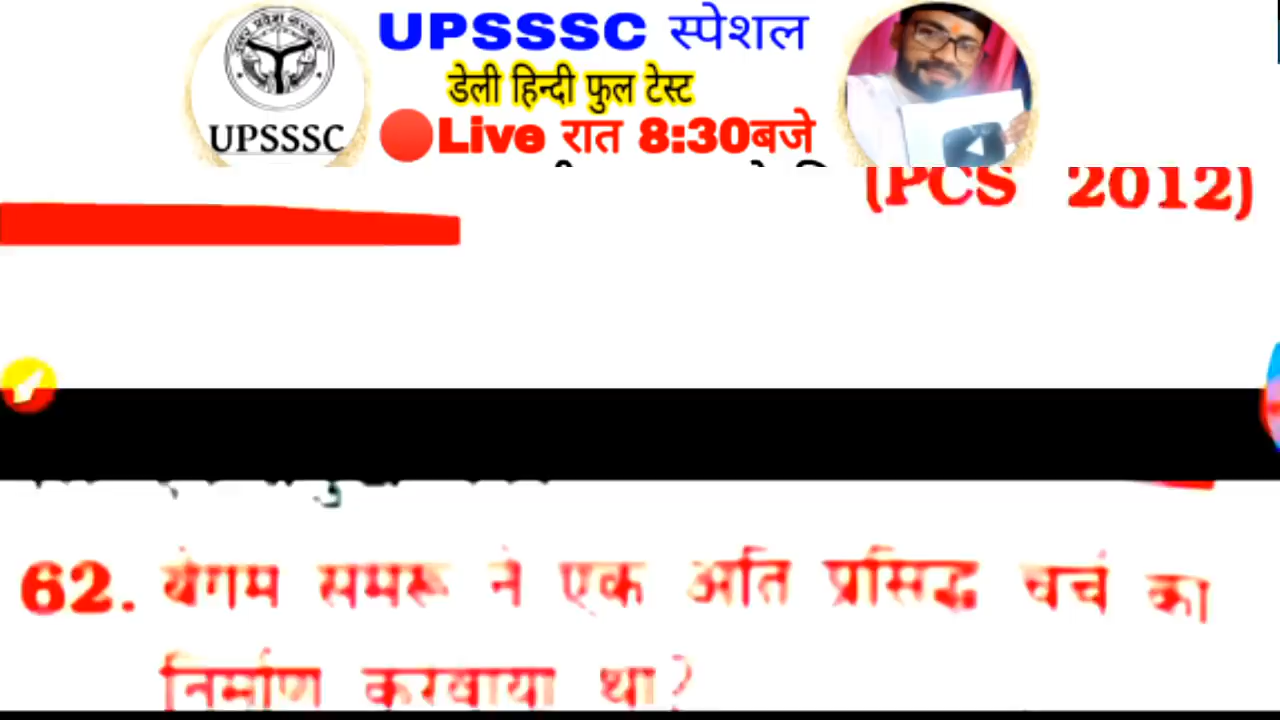 UPSSSC
UPSSSC स्पेशल
डेली हिन्दी फुल टेस्ट
Live रात 8:30बजे
(PCS 2012)
62. बेगम समरू ने एक अति प्रसिद्ध चर्च का
निर्माण करवाया था?